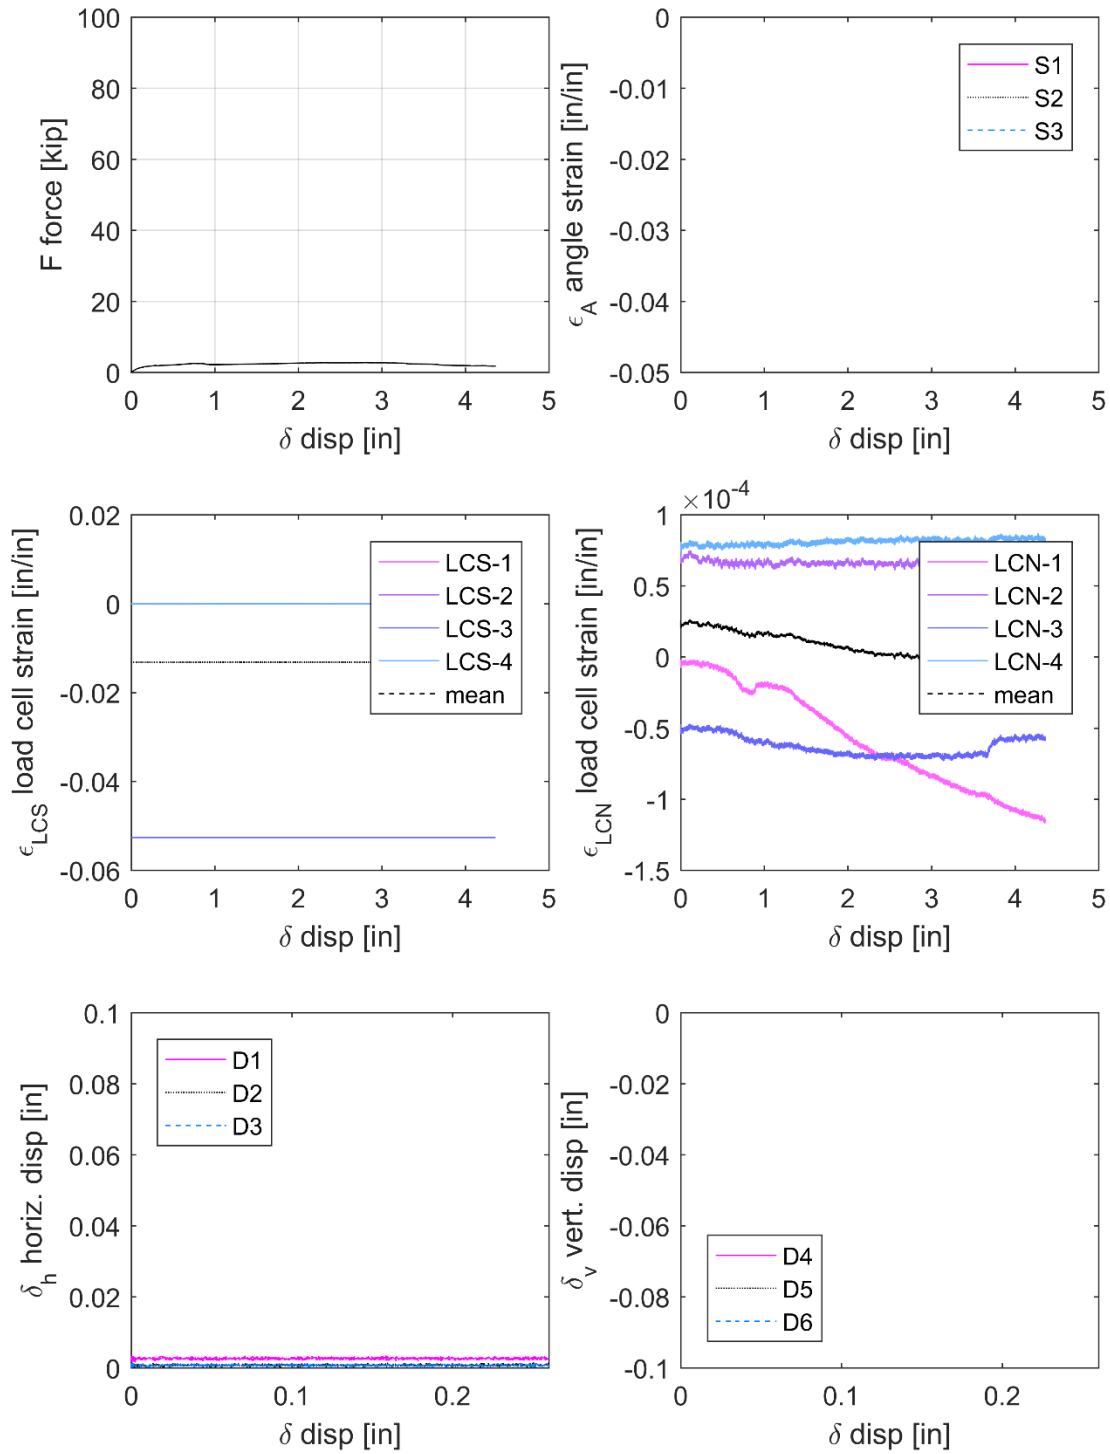 100
80
60
40
20
0
F force [kip]
0 1 2 3 4 5
δ disp [in]
0
-0.01
-0.02
-0.03
-0.04
-0.05
ϵ_A angle strain [in/in]
S1
S2
S3
0 1 2 3 4 5
δ disp [in]
0.02
0
-0.02
-0.04
-0.06
ϵ_LCS load cell strain [in/in]
LCS-1
LCS-2
LCS-3
LCS-4
mean
0 1 2 3 4 5
δ disp [in]
×10^-4
1
0.5
0
-0.5
-1
-1.5
ϵ_LCN load cell strain [in/in]
LCN-1
LCN-2
LCN-3
LCN-4
mean
0 1 2 3 4 5
δ disp [in]
0.1
0.08
0.06
0.04
0.02
0
δ_h horiz. disp [in]
D1
D2
D3
0 0.1 0.2
δ disp [in]
0
-0.02
-0.04
-0.06
-0.08
-0.1
δ_v vert. disp [in]
D4
D5
D6
0 0.1 0.2
δ disp [in]